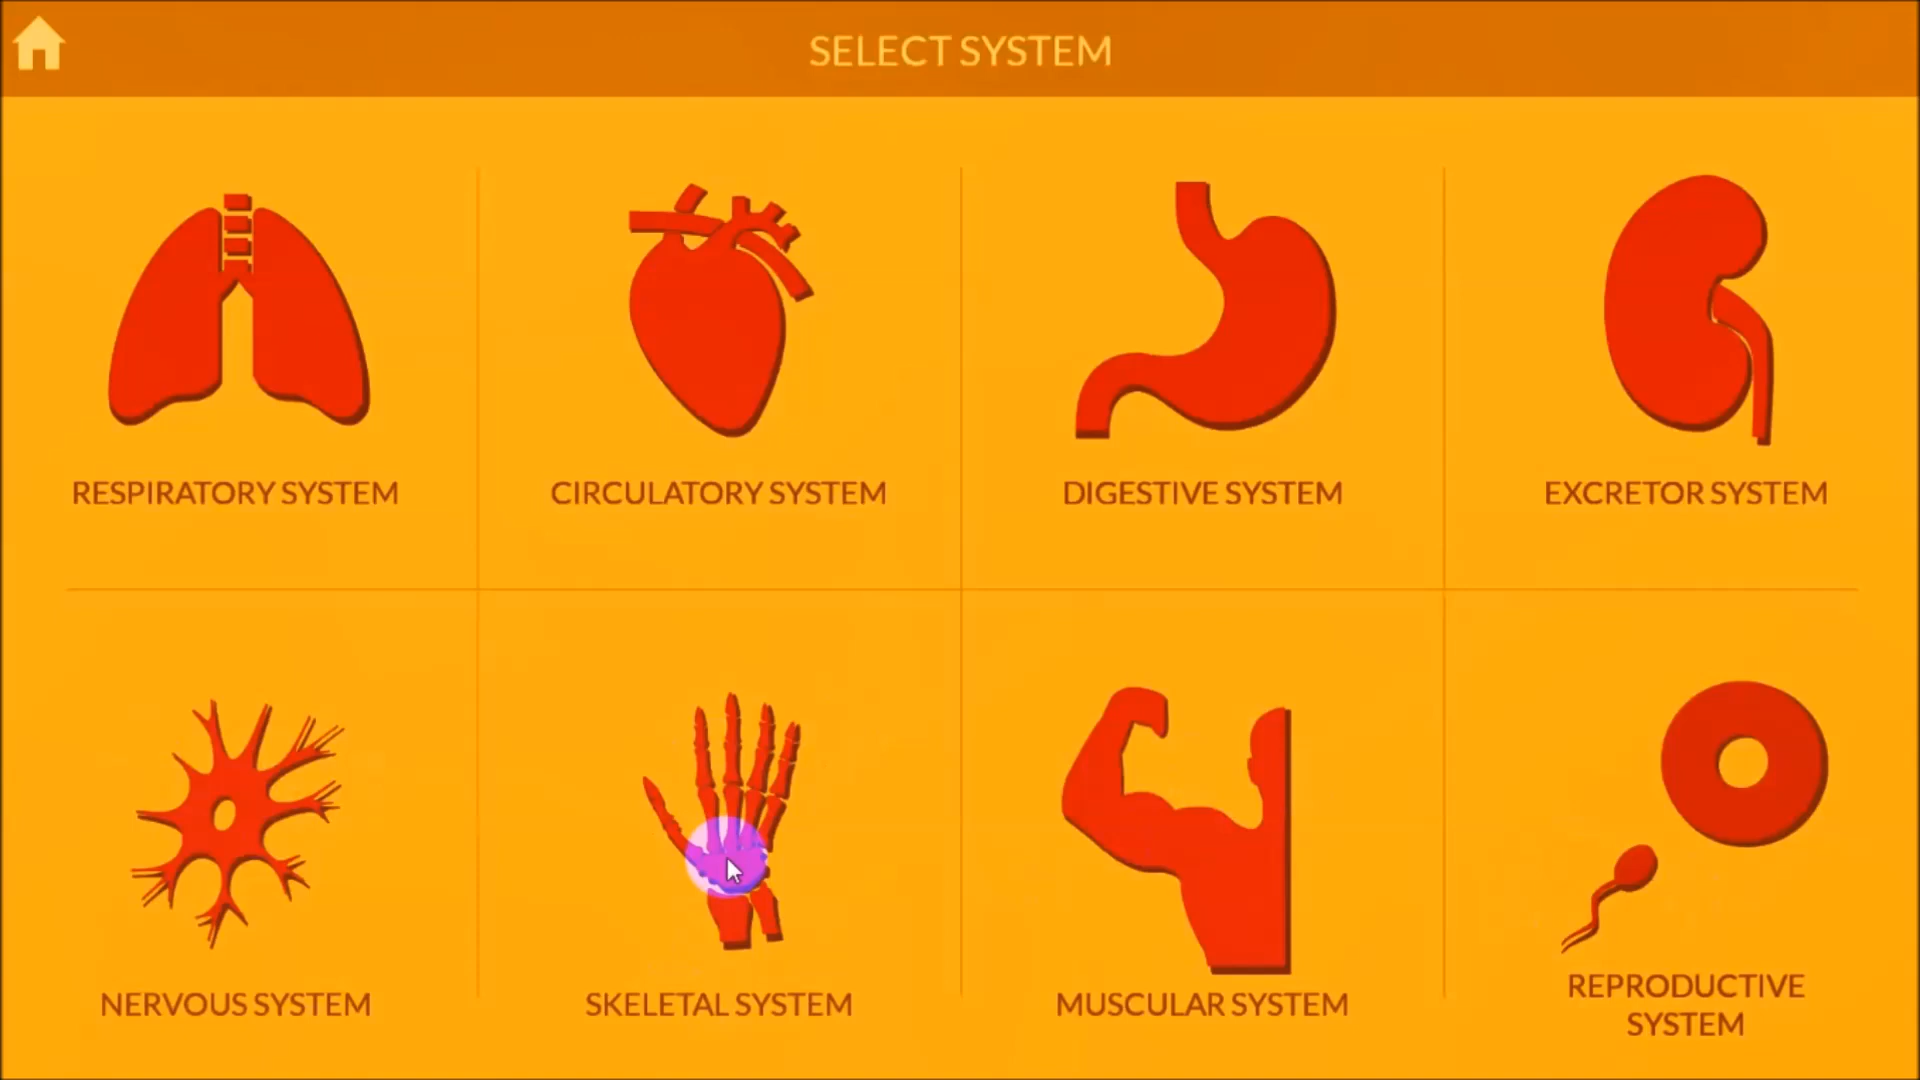 SELECT SYSTEM
RESPIRATORY SYSTEM
CIRCULATORY SYSTEM
DIGESTIVE SYSTEM
EXCRETOR SYSTEM
NERVOUS SYSTEM
SKELETAL SYSTEM
MUSCULAR SYSTEM
REPRODUCTIVE
SYSTEM